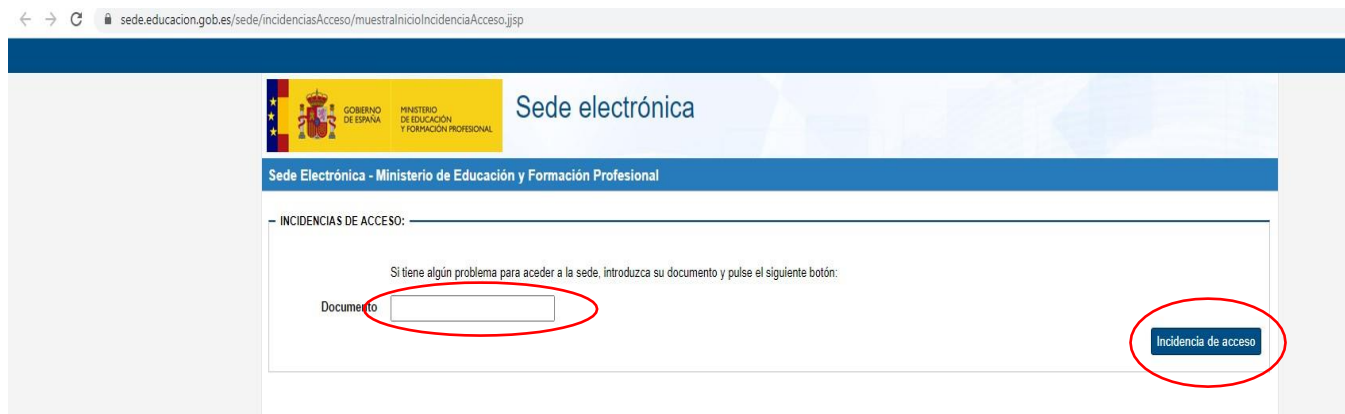 sede.educacion.gob.es/sede/incidenciasAcceso/muestraInicioIncidenciaAcceso.jjsp
GOBIERNO
DE ESPAÑA
MINISTERIO
DE EDUCACIÓN
Y FORMACIÓN PROFESIONAL
Sede electrónica
Sede Electrónica - Ministerio de Educación y Formación Profesional
INCIDENCIAS DE ACCESO:
Si tiene algún problema para aceder a la sede, introduzca su documento y pulse el siguiente botón:
Documento
Incidencia de acceso